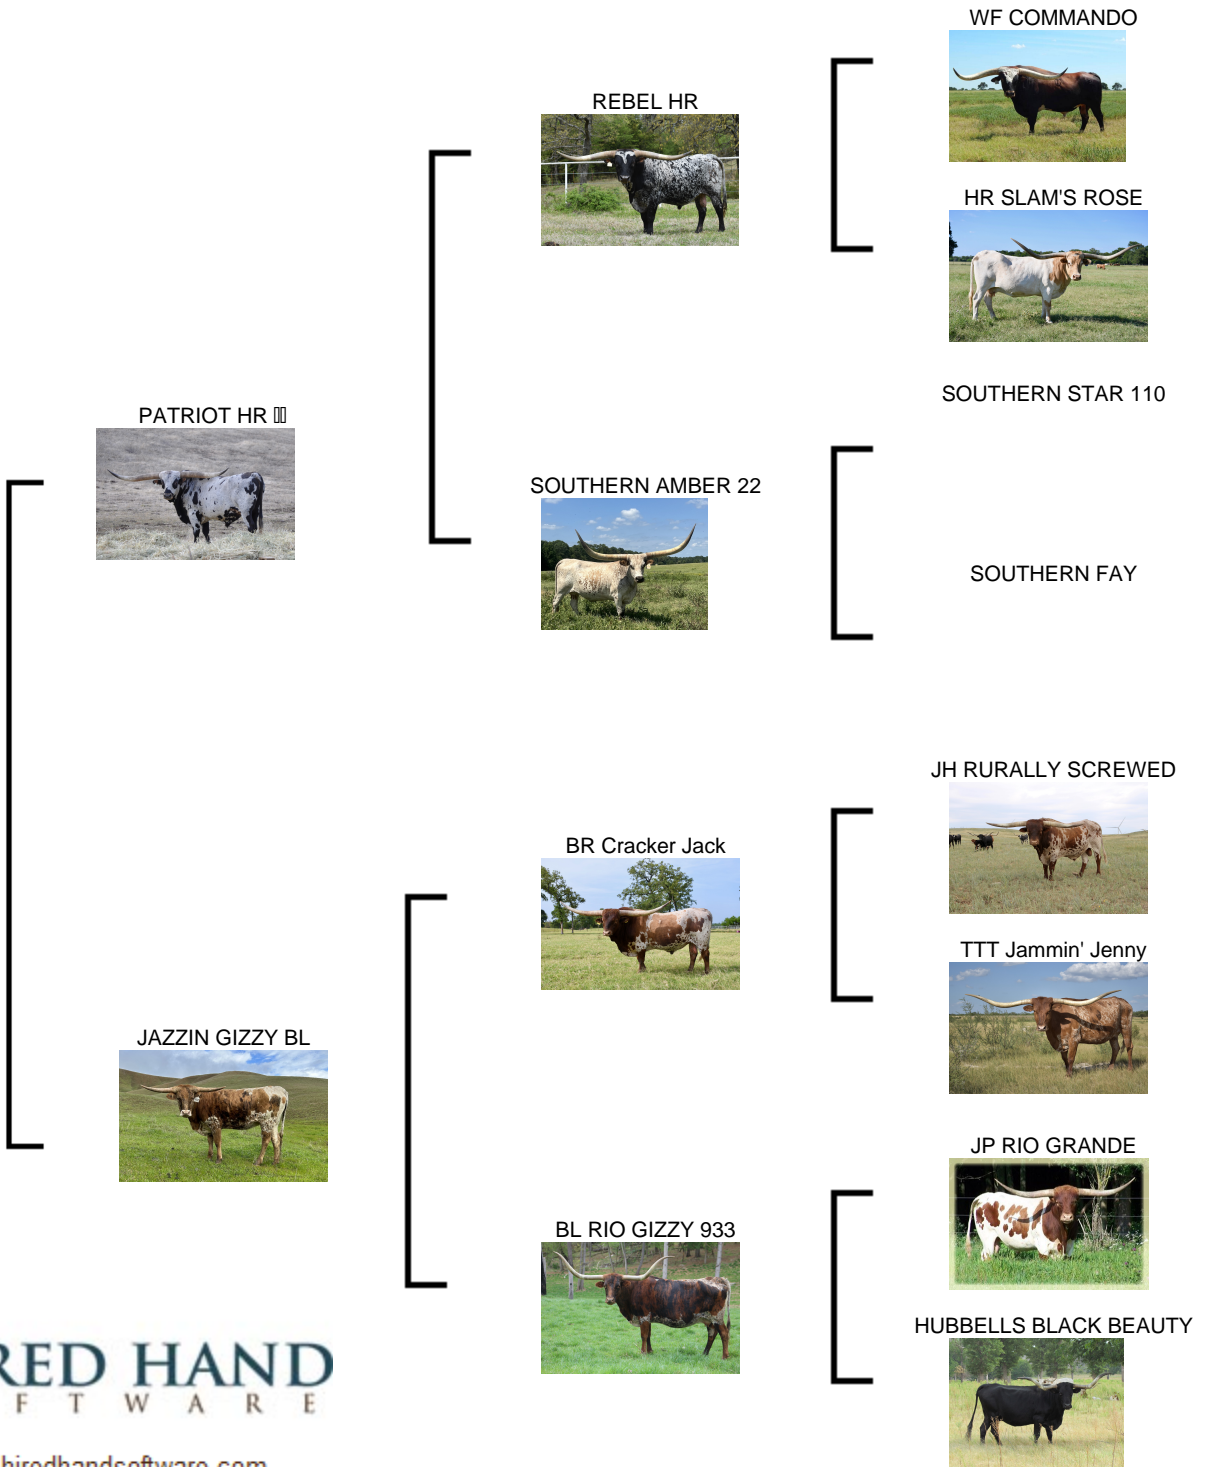 WF COMMANDO
REBEL HR
HR SLAM'S ROSE
SOUTHERN STAR 110
PATRIOT HR
SOUTHERN AMBER 22
SOUTHERN FAY
JH RURALLY SCREWED
BR Cracker Jack
TTT Jammin' Jenny
JAZZIN GIZZY BL
JP RIO GRANDE
BL RIO GIZZY 933
HUBBELLS BLACK BEAUTY
RED HAND
F T W A R E
hiredhandsoftware.com